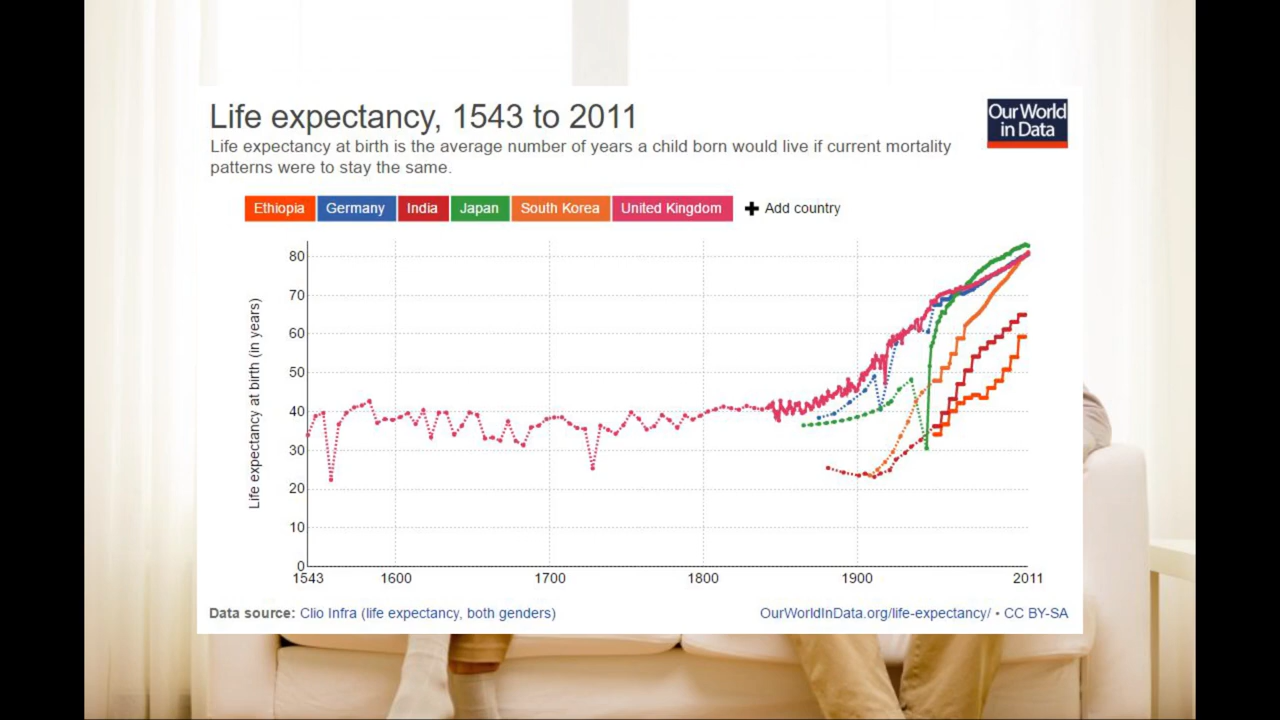 Life expectancy, 1543 to 2011
Our World
in Data
Life expectancy at birth is the average number of years a child born would live if current mortality
patterns were to stay the same.
Ethiopia Germany India Japan South Korea United Kingdom + Add country
Life expectancy at birth (in years)
80
70
60
50
40
30
20
10
0
1543 1600 1700 1800 1900 2011
Data source: Clio Infra (life expectancy, both genders) OurWorldInData.org/life-expectancy/ • CC BY-SA